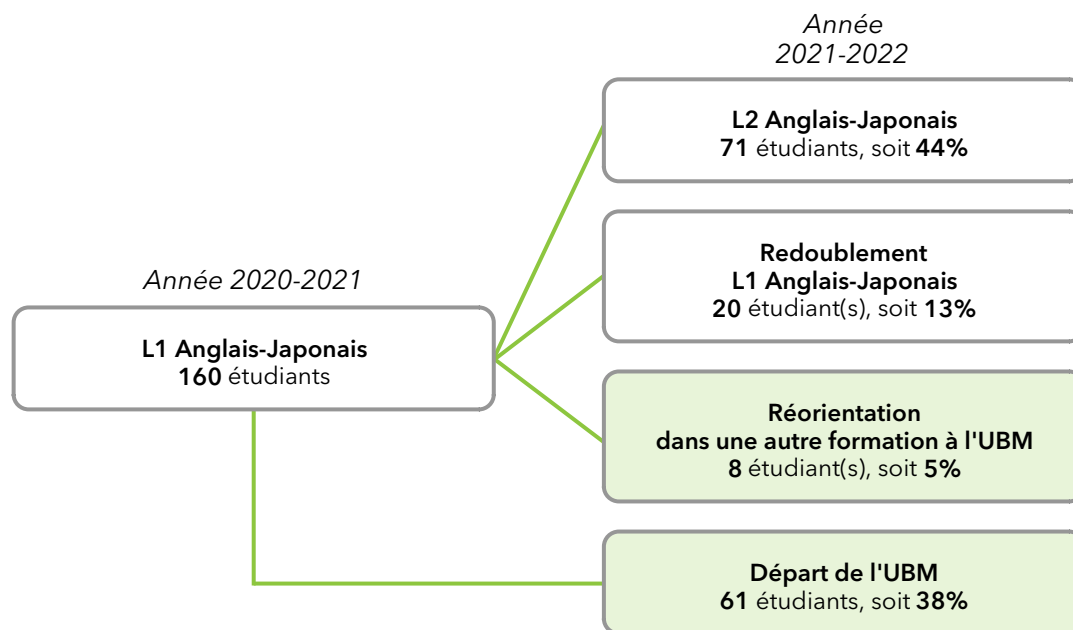 Année
2021-2022
L2 Anglais-Japonais
71 étudiants, soit 44%
Redoublement
L1 Anglais-Japonais
20 étudiant(s), soit 13%
Année 2020-2021
L1 Anglais-Japonais
160 étudiants
Réorientation
dans une autre formation à l'UBM
8 étudiant(s), soit 5%
Départ de l'UBM
61 étudiants, soit 38%